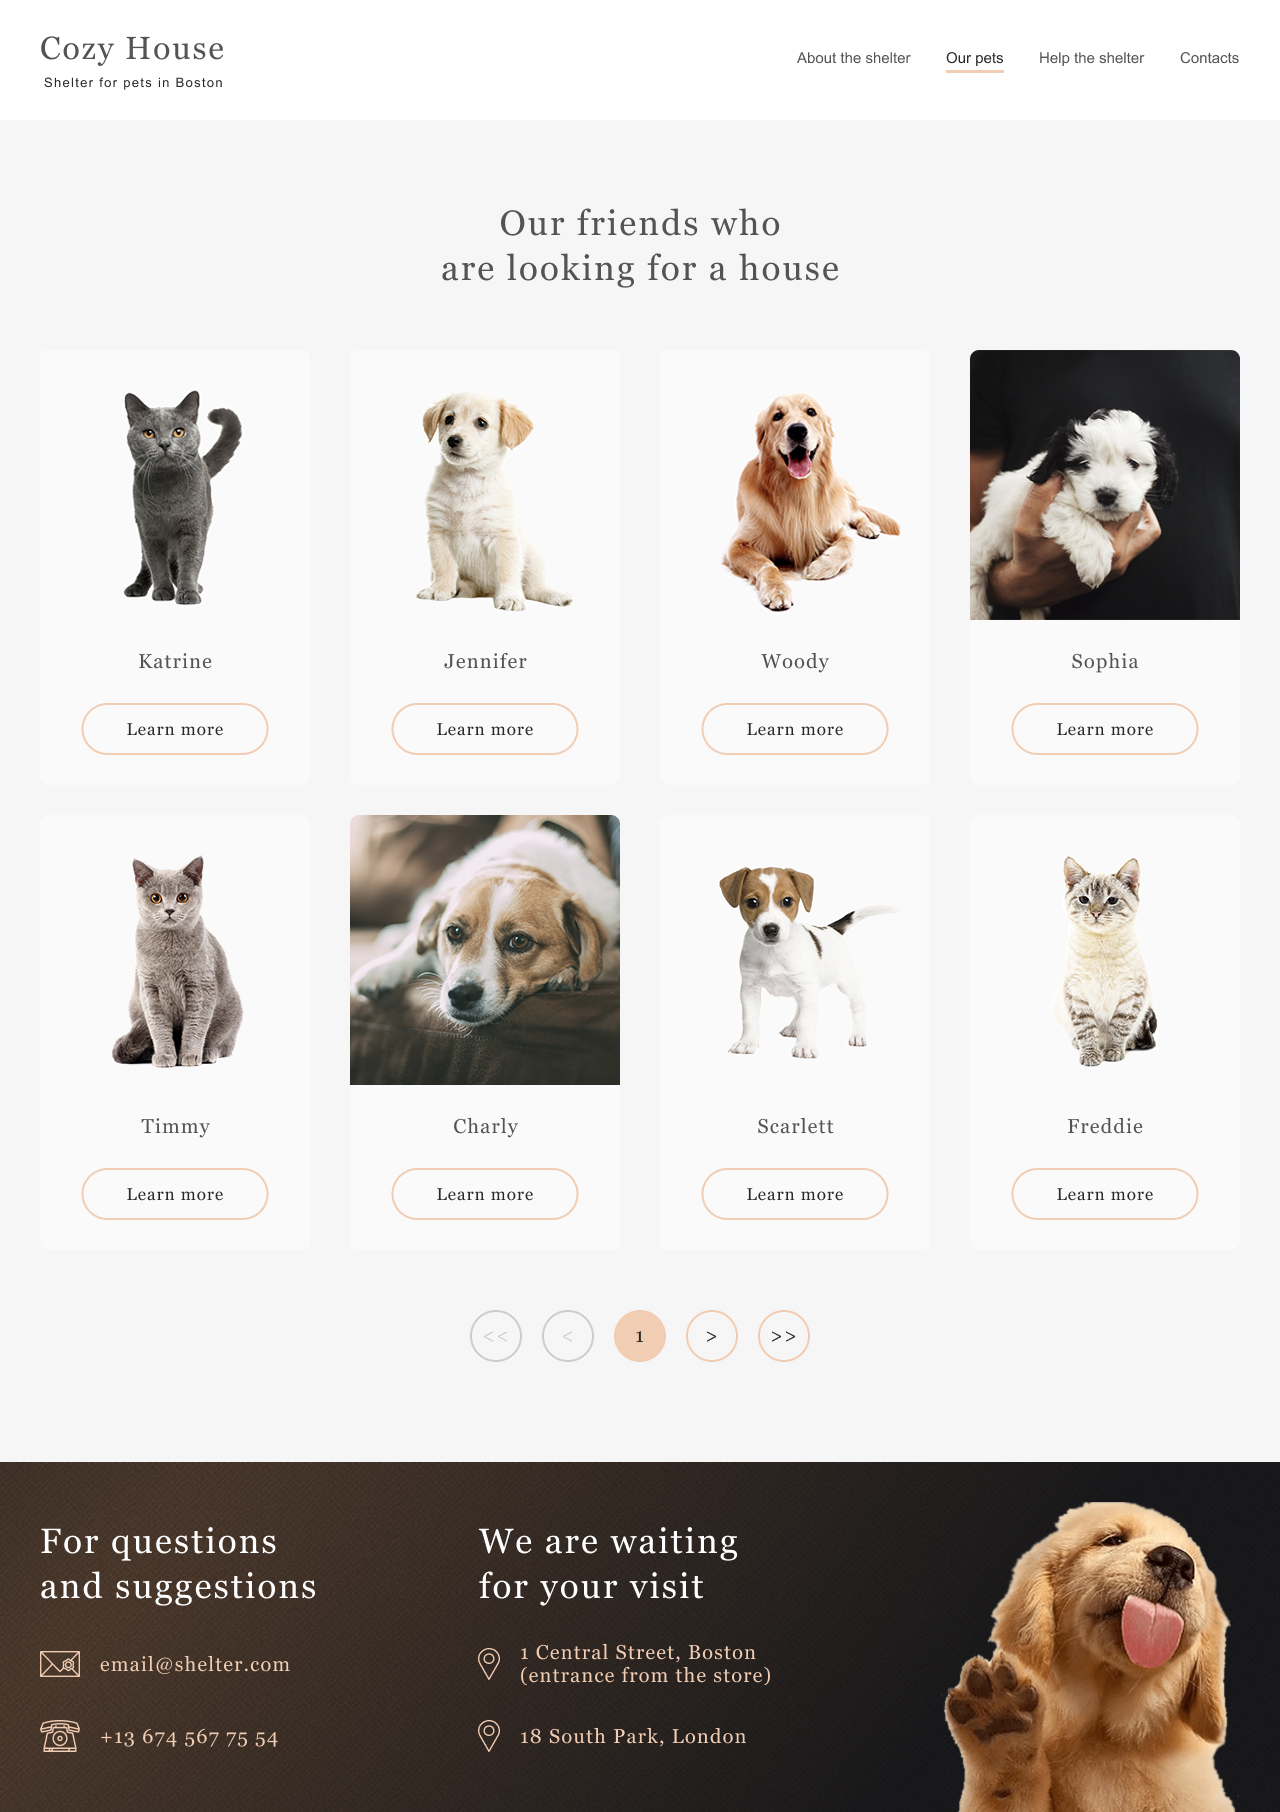 Cozy House
Shelter for pets in Boston
About the shelter
Our pets
Help the shelter
Contacts
Our friends who
are looking for a house
Katrine
Jennifer
Woody
Sophia
Learn more
Learn more
Learn more
Learn more
Timmy
Charly
Scarlett
Freddie
Learn more
Learn more
Learn more
Learn more
<<
<
1
>
>>
For questions
and suggestions
email@shelter.com
+13 674 567 75 54
We are waiting
for your visit
1 Central Street, Boston
(entrance from the store)
18 South Park, London